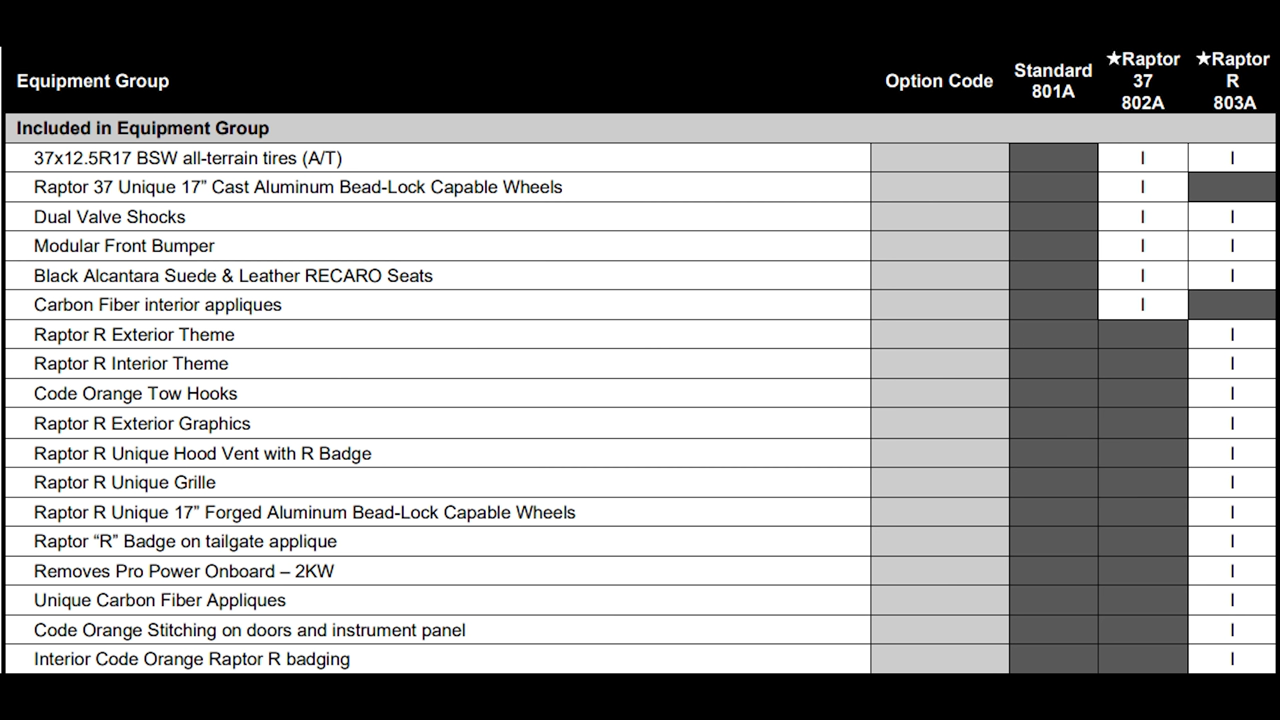 Equipment Group Option Code Standard 801A ★Raptor 37 802A ★Raptor R 803A
Included in Equipment Group
37x12.5R17 BSW all-terrain tires (A/T) I I
Raptor 37 Unique 17” Cast Aluminum Bead-Lock Capable Wheels I
Dual Valve Shocks I I
Modular Front Bumper I I
Black Alcantara Suede & Leather RECARO Seats I I
Carbon Fiber interior appliques I
Raptor R Exterior Theme I
Raptor R Interior Theme I
Code Orange Tow Hooks I
Raptor R Exterior Graphics I
Raptor R Unique Hood Vent with R Badge I
Raptor R Unique Grille I
Raptor R Unique 17” Forged Aluminum Bead-Lock Capable Wheels I
Raptor “R” Badge on tailgate applique I
Removes Pro Power Onboard – 2KW I
Unique Carbon Fiber Appliques I
Code Orange Stitching on doors and instrument panel I
Interior Code Orange Raptor R badging I